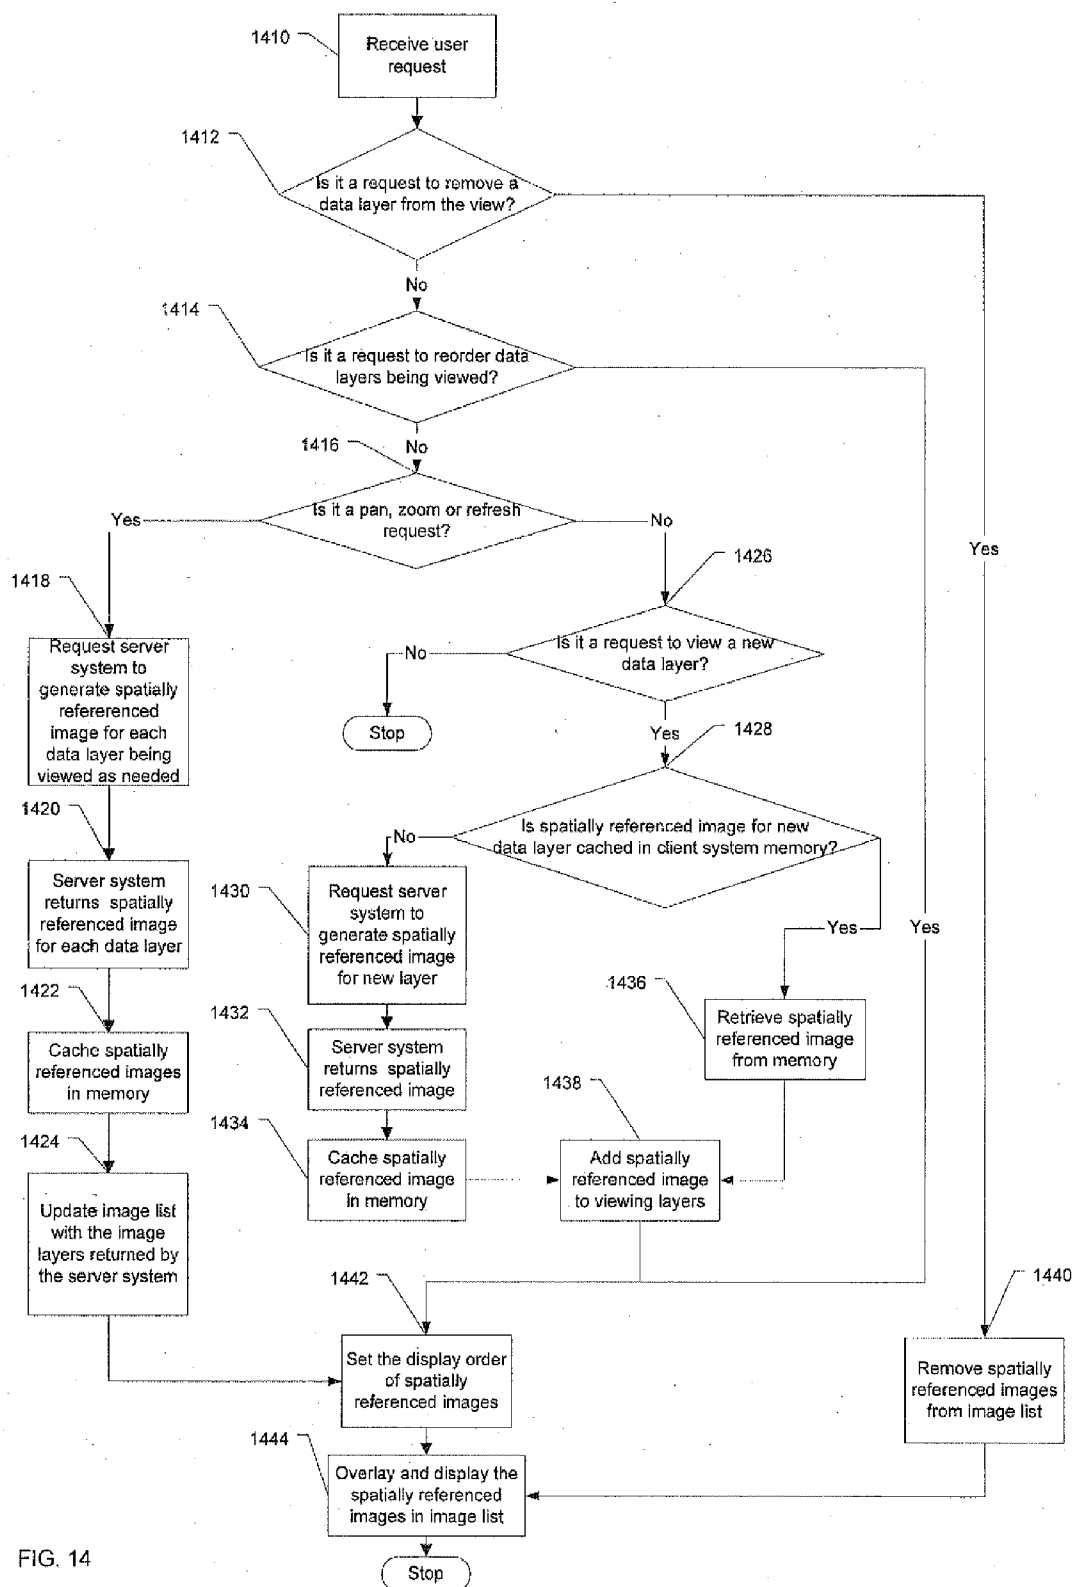 1410
Receive user
request
1412
Is it a request to remove a
data layer from the view?
No
1414
Is it a request to reorder data
layers being viewed?
No
1416
Is it a pan, zoom or refresh
request?
Yes
No
Yes
1418
Request server
system to
generate spatially
refererenced
image for each
data layer being
viewed as needed
1426
Is it a request to view a new
data layer?
No
Stop
Yes
1428
Is spatially referenced image for new
data layer cached in client system memory?
No
Yes
Yes
1420
Server system
returns spatially
referenced image
for each data layer
1430
Request server
system to
generate spatially
referenced image
for new layer
1436
Retrieve spatially
referenced image
from memory
1422
Cache spatially
referenced images
in memory
1432
Server system
returns spatially
referenced image
1434
Cache spatially
referenced image
in memory
1438
Add spatially
referenced image
to viewing layers
1424
Update image list
with the image
layers returned by
the server system
1442
Set the display order
of spatially
referenced images
1440
Remove spatially
referenced images
from image list
1444
Overlay and display the
spatially referenced
images in image list
Stop
FIG. 14